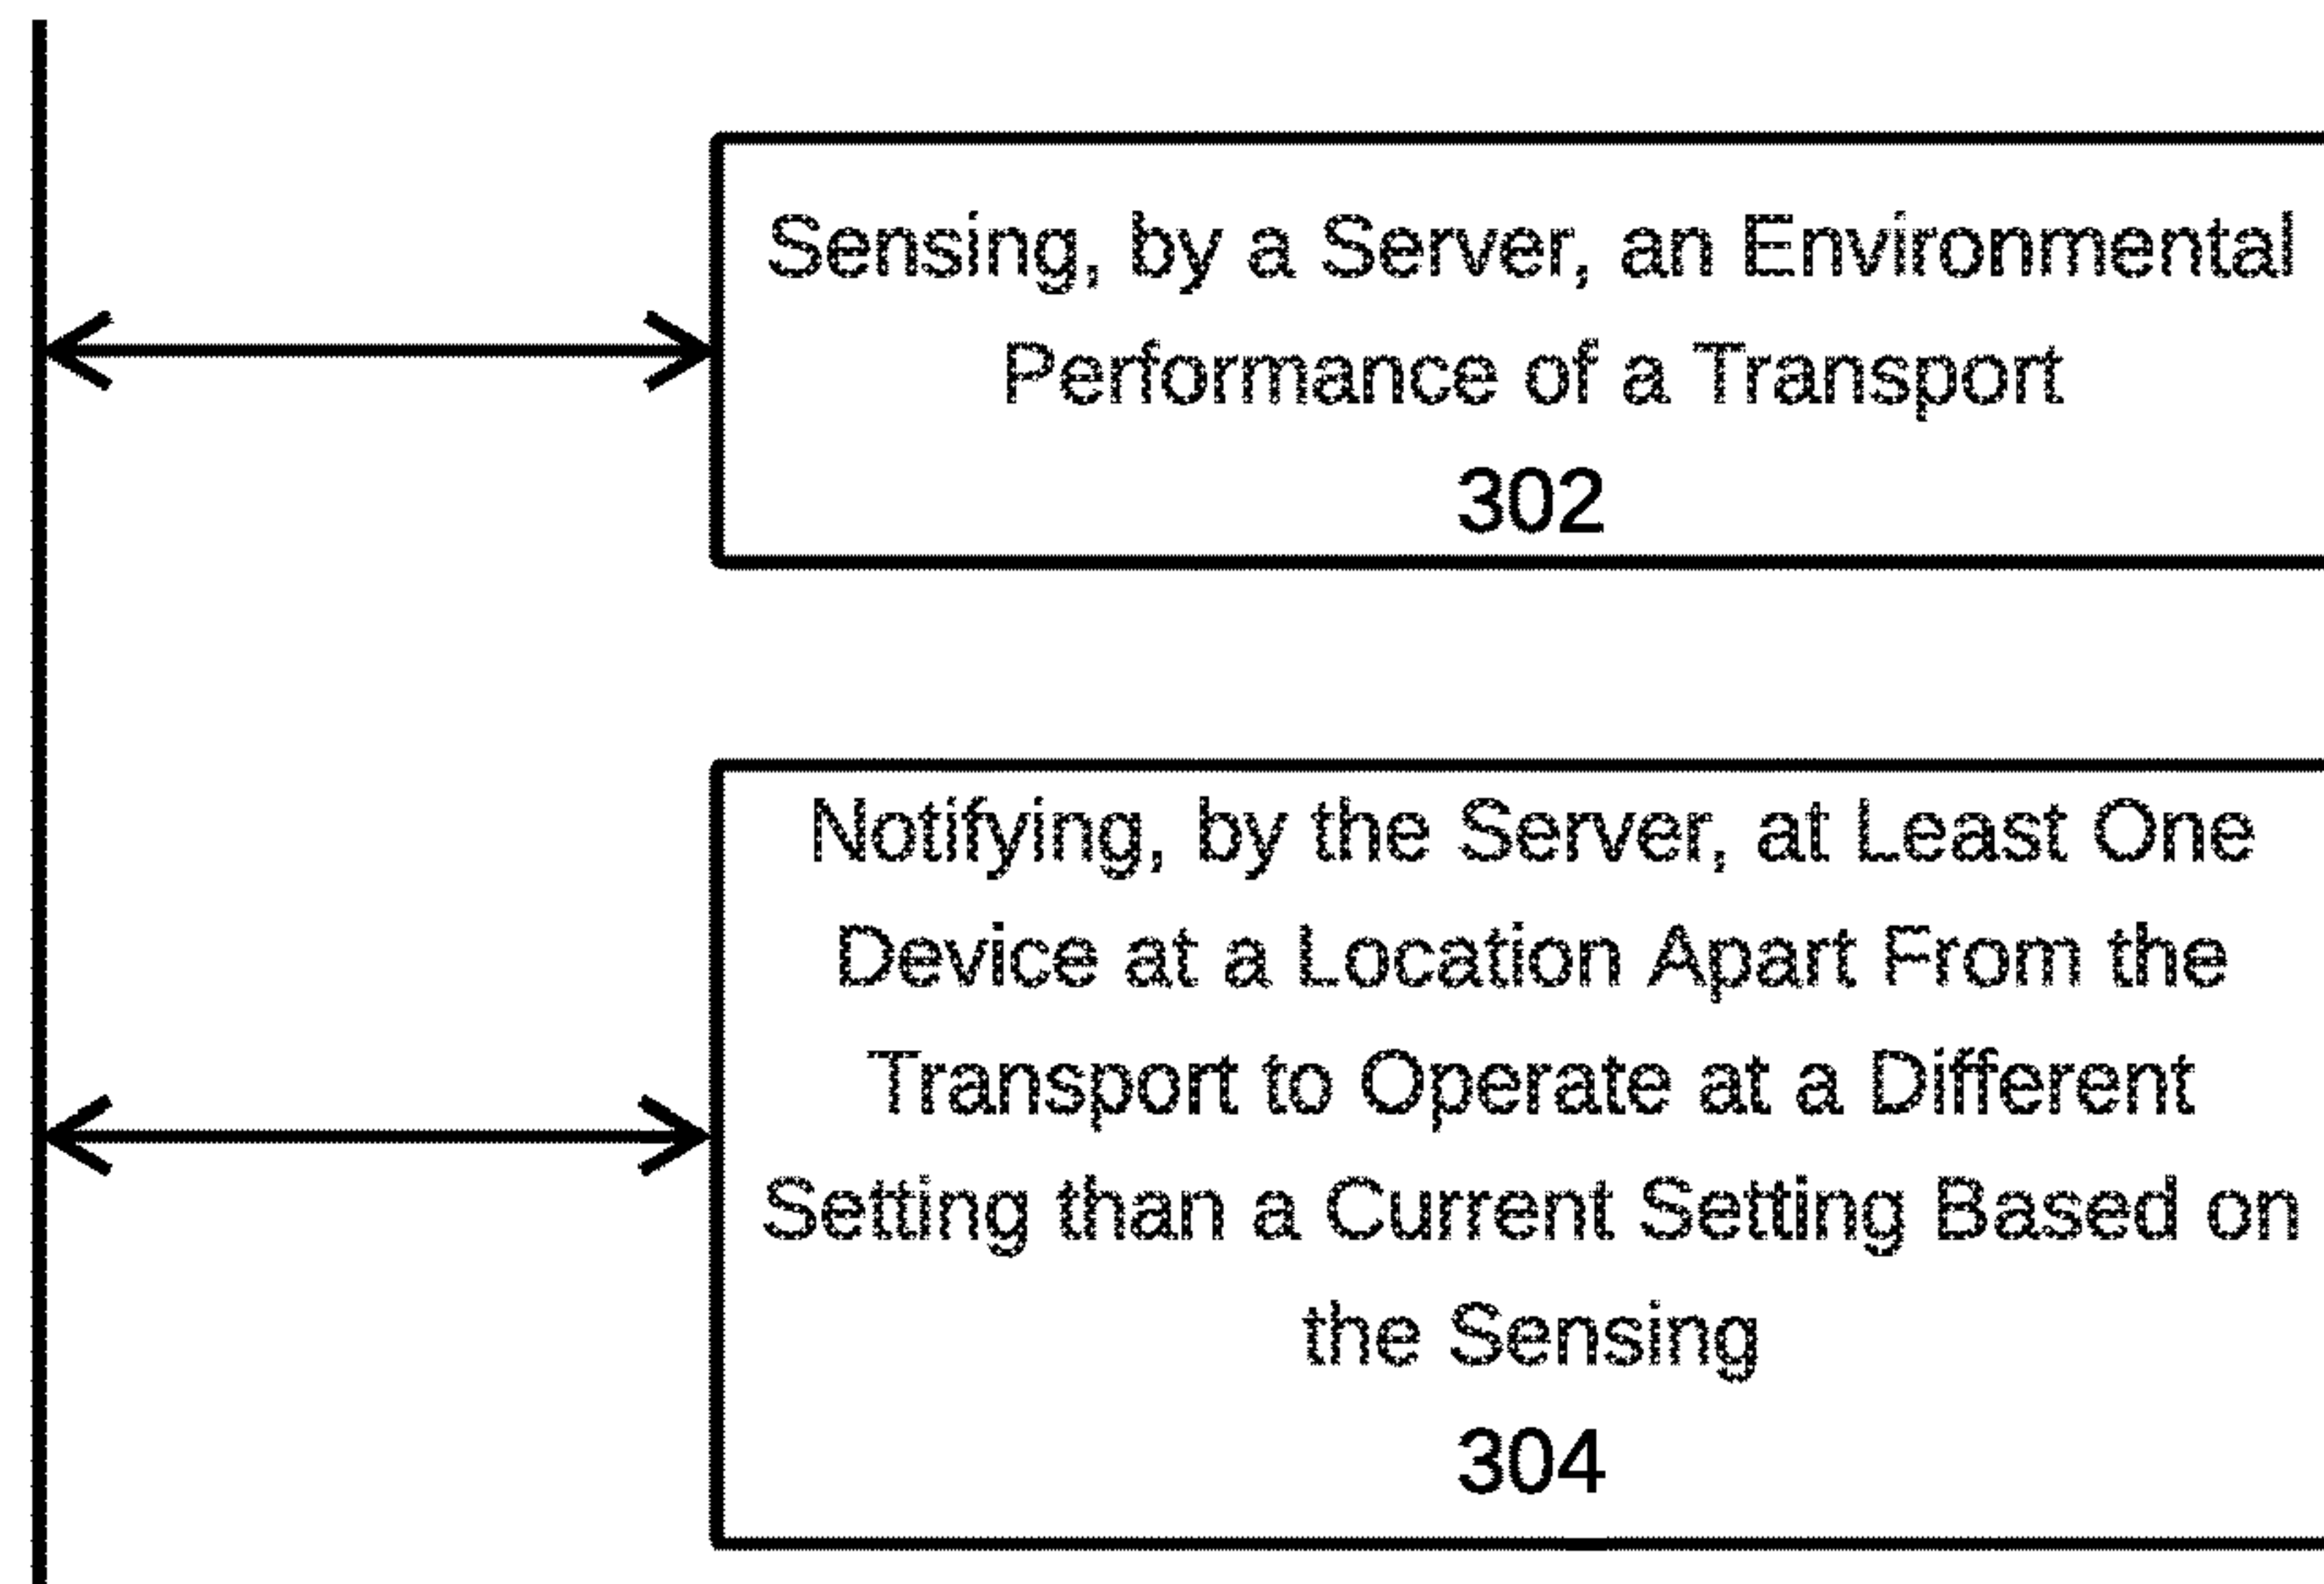 Sensing, by a Server, an Environmental
Performance of a Transport
302
Notifying, by the Server, at Least One
Device at a Location Apart From the
Transport to Operate at a Different
Setting than a Current Setting Based on
the Sensing
304